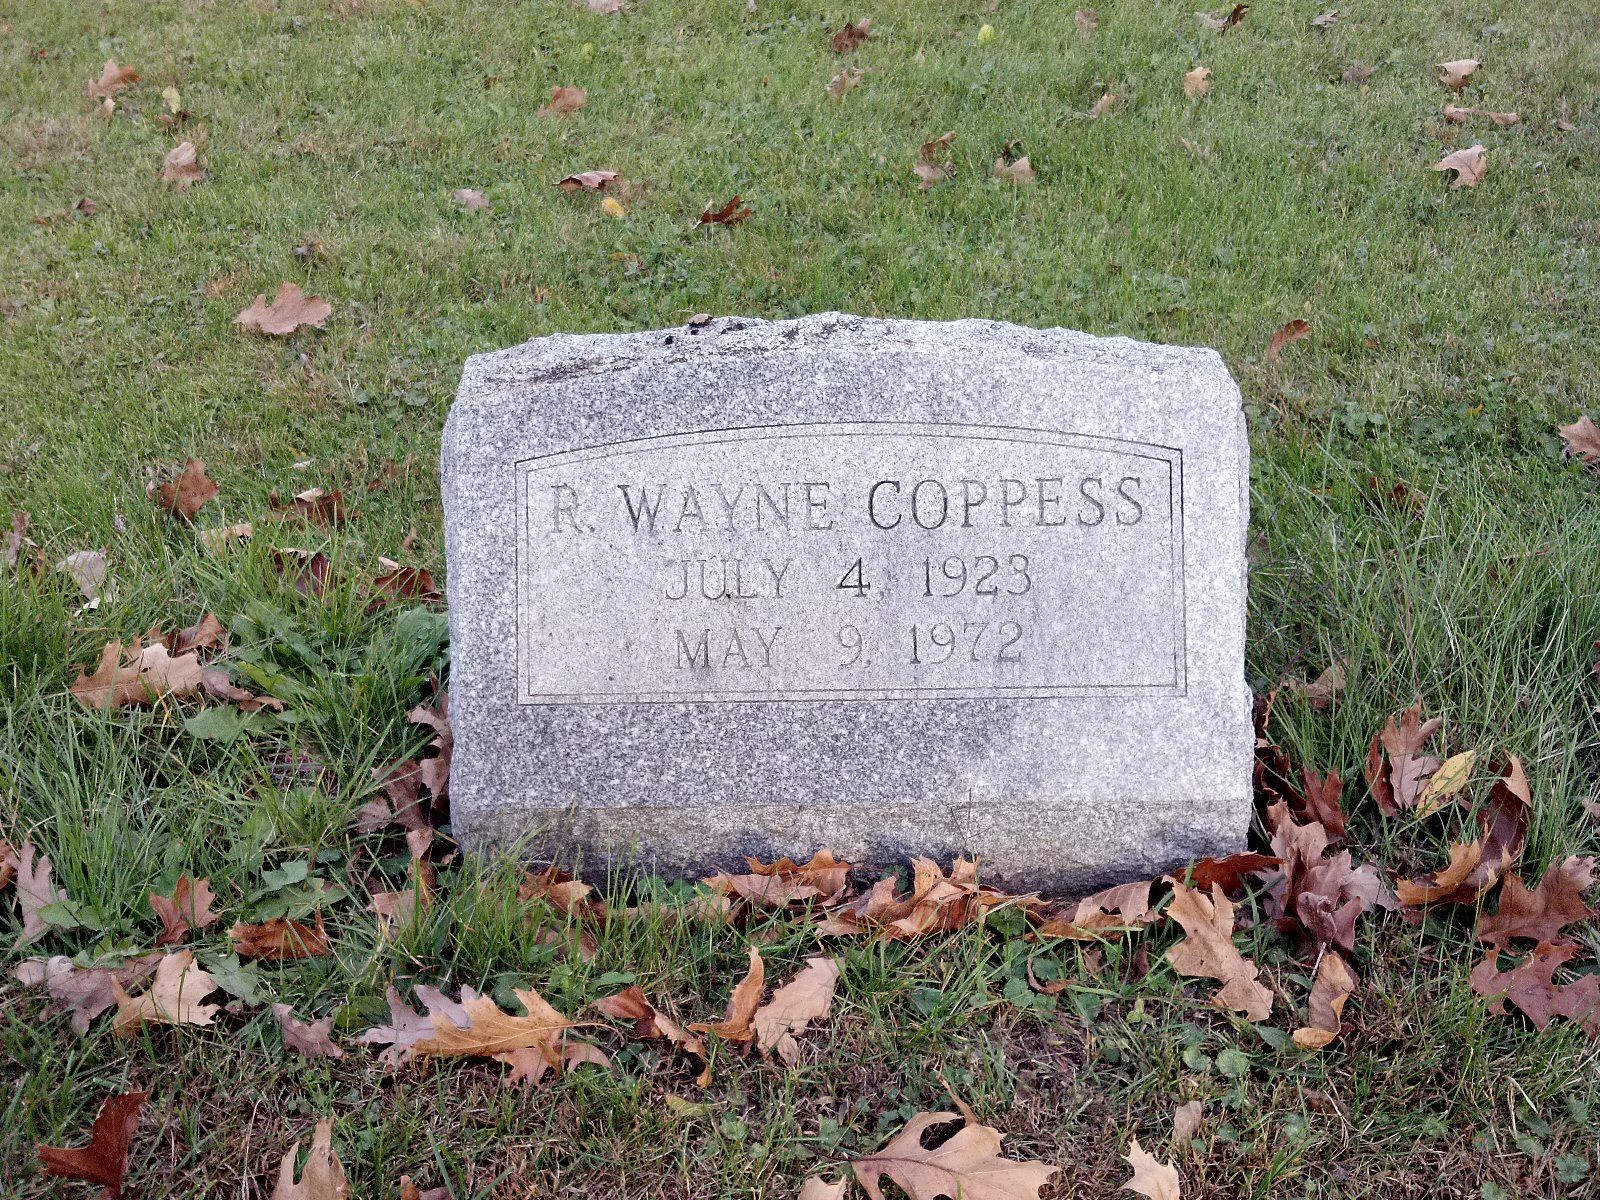 R. WAYNE COPPESS
JULY 4, 1923
MAY 9, 1972